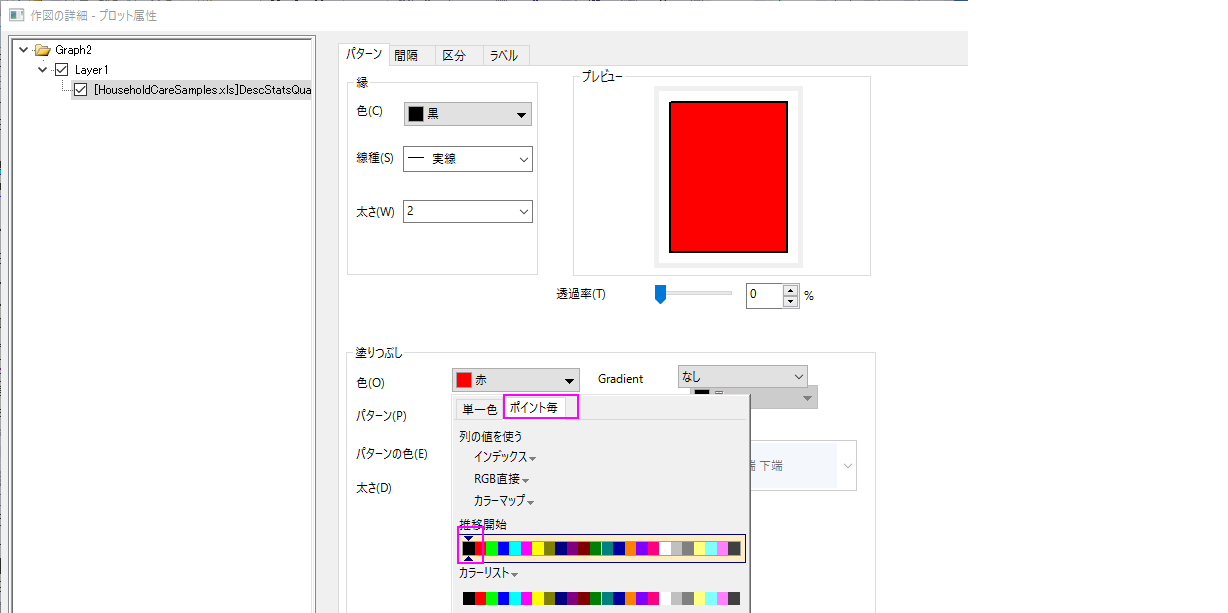 作図の詳細 - プロット属性
Graph2
Layer1
[HouseholdCareSamples.xls]DescStatsQua
パターン 間隔 区分 ラベル
縁
色(C) 黒
線種(S) 実線
太さ(W) 2
プレビュー
透過率(T) 0 %
塗りつぶし
色(O) 赤 Gradient なし
パターン(P)
パターンの色(E)
太さ(D)
下端
単一色 ポイント毎
列の値を使う
インデックス
RGB直接
カラーマップ
推移開始
カラーリスト